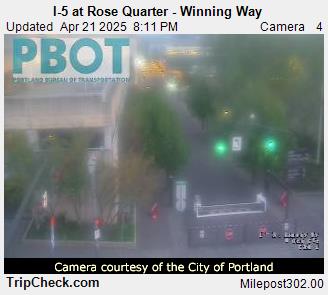 I-5 at Rose Quarter - Winning Way
Updated Apr 21 2025 8:11 PM Camera 4
PBOT
PORTLAND BUREAU OF TRANSPORTATION
Camera courtesy of the City of Portland
TripCheck.com Milepost302.00